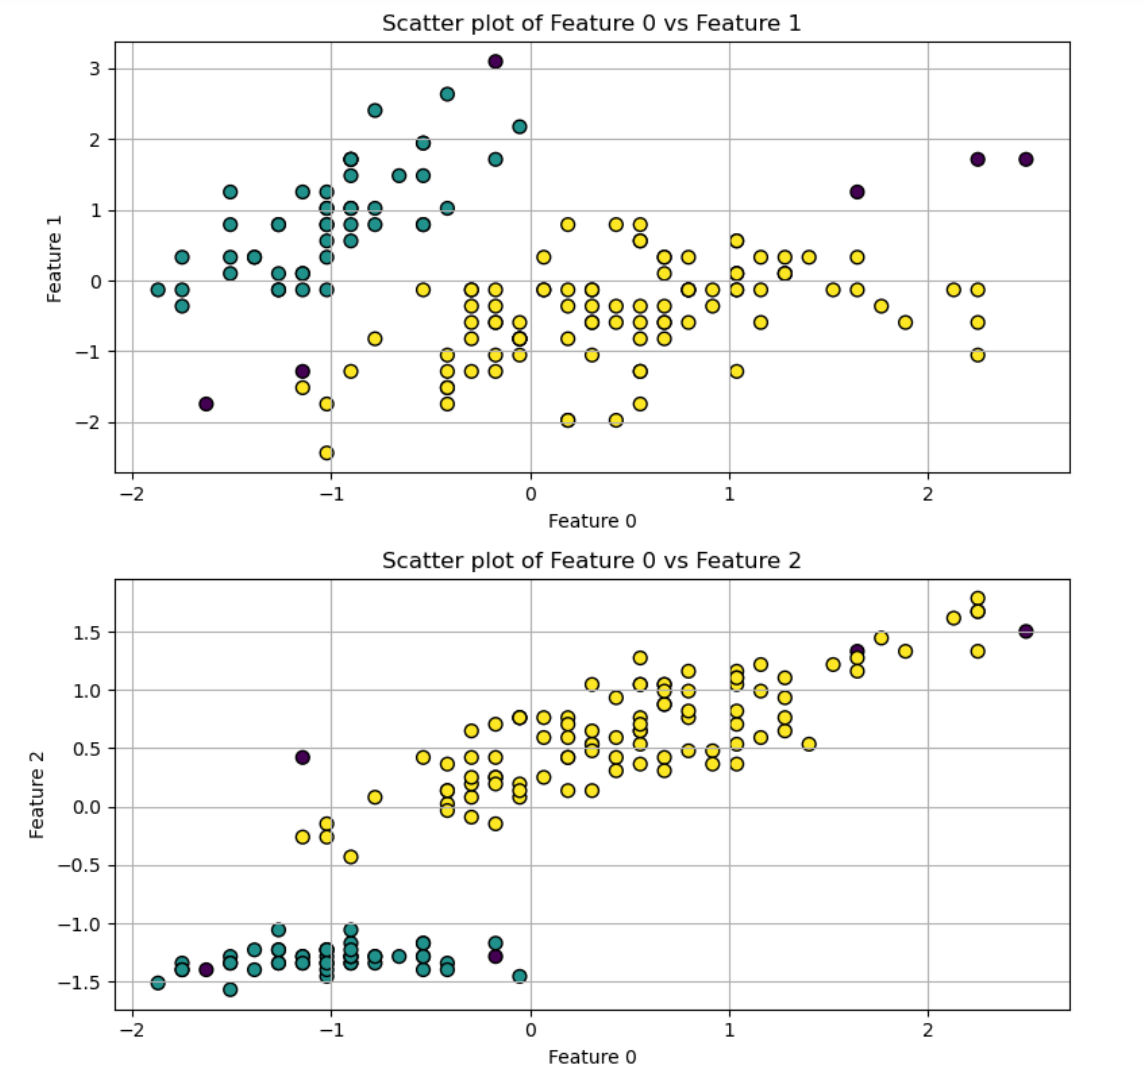 Scatter plot of Feature 0 vs Feature 1
3
2
1
0
−1
−2
Feature 1
−2 −1 0 1 2
Feature 0
Scatter plot of Feature 0 vs Feature 2
1.5
1.0
0.5
0.0
−0.5
−1.0
−1.5
Feature 2
−2 −1 0 1 2
Feature 0